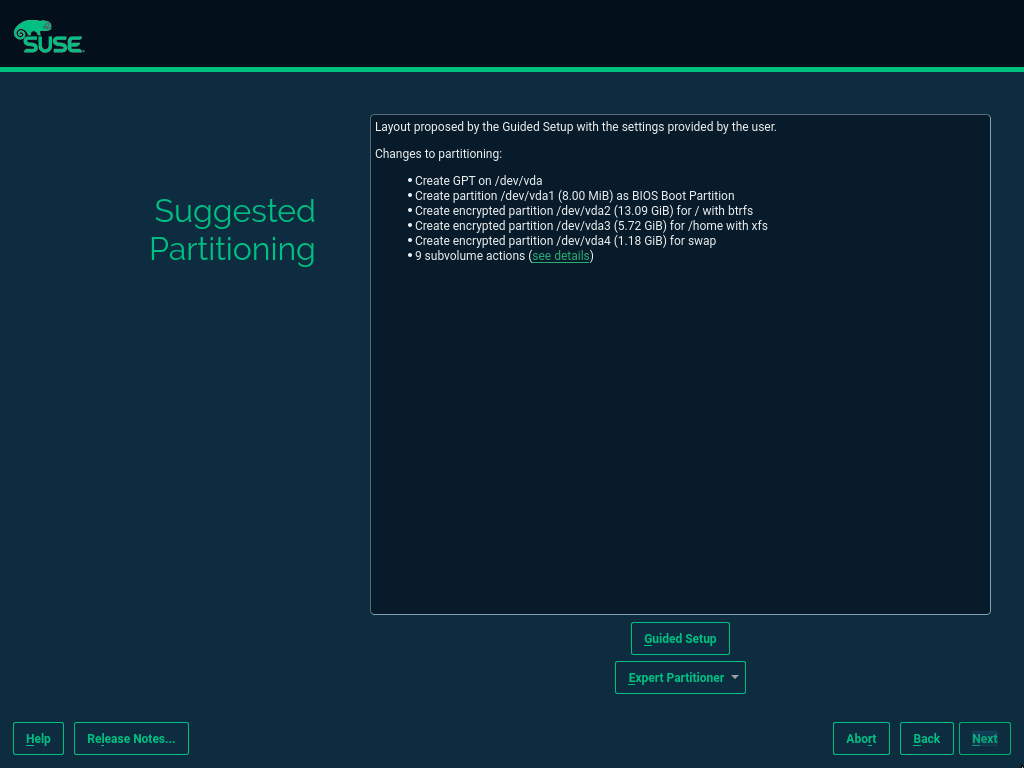 SUSE
Suggested
Partitioning
Layout proposed by the Guided Setup with the settings provided by the user.
Changes to partitioning:
• Create GPT on /dev/vda
• Create partition /dev/vda1 (8.00 MiB) as BIOS Boot Partition
• Create encrypted partition /dev/vda2 (13.09 GiB) for / with btrfs
• Create encrypted partition /dev/vda3 (5.72 GiB) for /home with xfs
• Create encrypted partition /dev/vda4 (1.18 GiB) for swap
• 9 subvolume actions (see details)
Guided Setup
Expert Partitioner
Help
Release Notes...
Abort
Back
Next